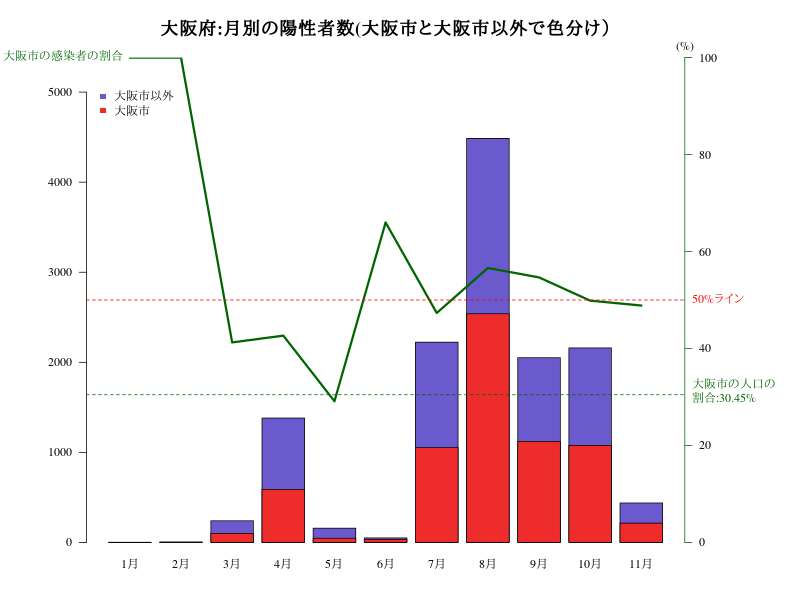 大阪府:月別の陽性者数(大阪市と大阪市以外で色分け）
(%)
大阪市の感染者の割合
100
5000
大阪市以外
大阪市
80
4000
60
3000
50%ライン
40
2000
大阪市の人口の
割合:30.45%
20
1000
0
0
1月 2月 3月 4月 5月 6月 7月 8月 9月 10月 11月